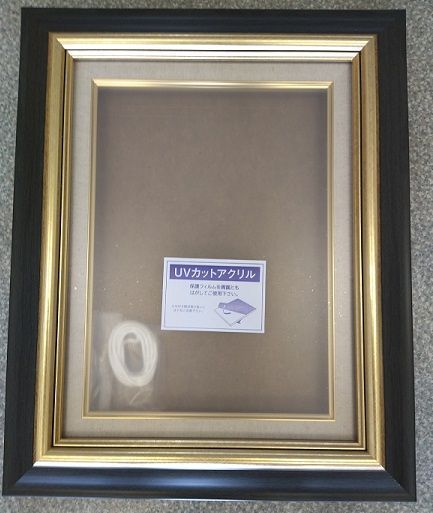 UVカットアクリル
保護フィルムを両面とも
はがしてご使用下さい。